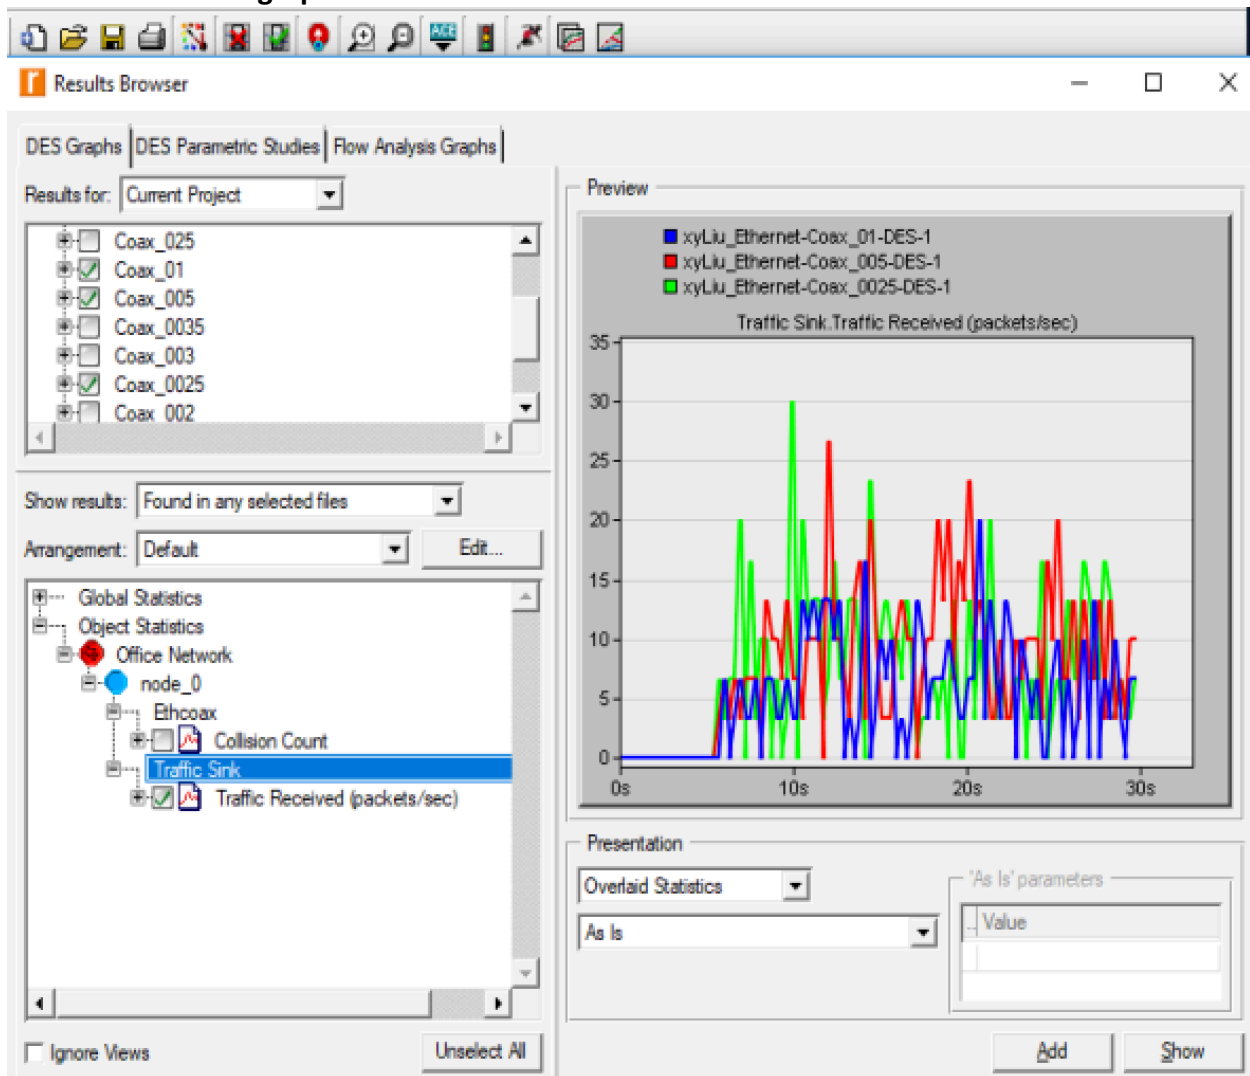 ACE
Results Browser
DES Graphs DES Parametric Studies Flow Analysis Graphs
Results for: Current Project
Coax_025
Coax_01
Coax_005
Coax_0035
Coax_003
Coax_0025
Coax_002
Show results: Found in any selected files
Arrangement: Default Edit...
Global Statistics
Object Statistics
Office Network
node_0
Ethcoax
Collision Count
Traffic Sink
Traffic Received (packets/sec)
Ignore Views Unselect All
Preview
xyLiu_Ethernet-Coax_01-DES-1
xyLiu_Ethernet-Coax_005-DES-1
xyLiu_Ethernet-Coax_0025-DES-1
Traffic Sink.Traffic Received (packets/sec)
35
30
25
20
15
10
5
0
0s 10s 20s 30s
Presentation
Overlaid Statistics
As Is
'As Is' parameters
... Value
Add Show